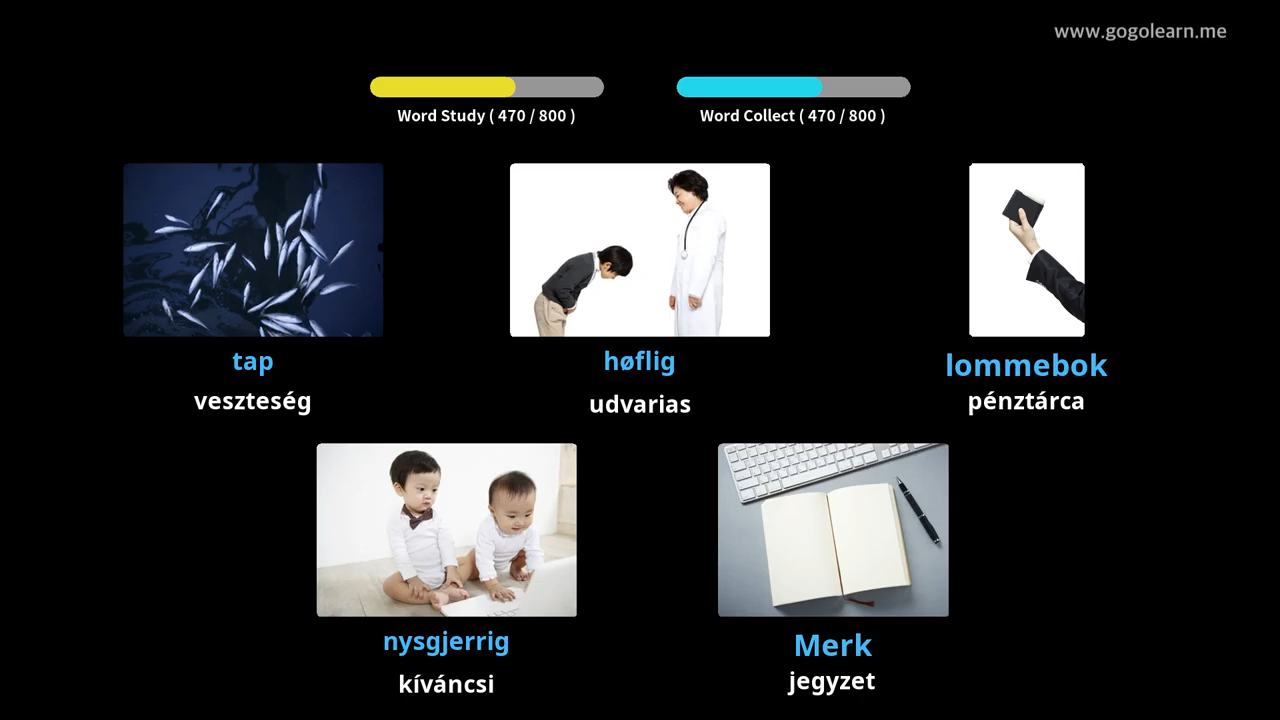 www.gogolearn.me
Word Study ( 470 / 800 )
Word Collect ( 470 / 800 )
tap
veszteség
høflig
udvarias
lommebok
pénztárca
nysgjerrig
kíváncsi
Merk
jegyzet